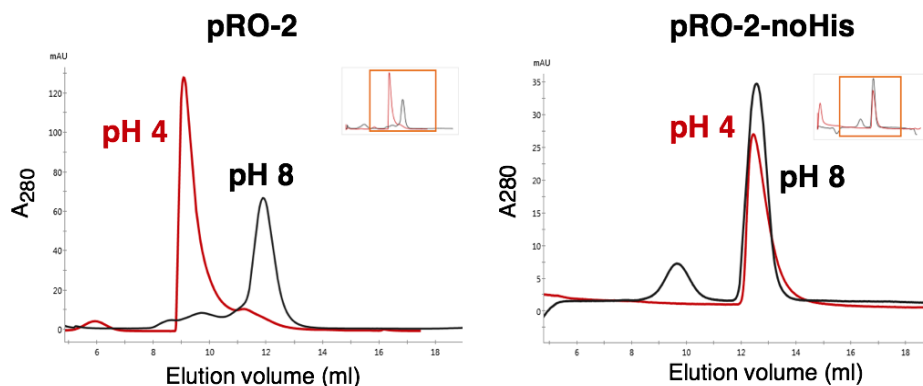 pRO-2
mAU
120
100
80
60
40
20
0
A280
pH 4
pH 8
6 8 10 12 14 16 18
Elution volume (ml)
pRO-2-noHis
mAU
35
30
25
20
15
10
5
0
A280
pH 4
pH 8
6 8 10 12 14 16 18
Elution volume (ml)